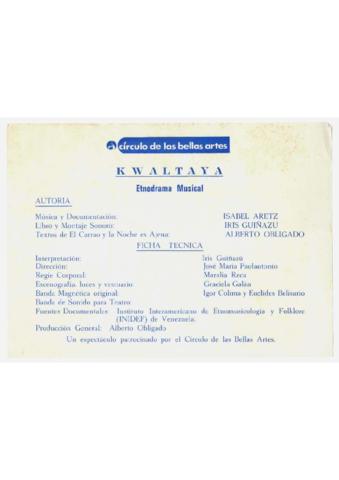 círculo de las bellas artes
KWALTAYA
Etnodrama Musical
AUTORIA
Música y Documentación: ISABEL ARETZ
Libro y Montaje Sonoro: IRIS GUIÑAZU
Textos de El Carrao y la Noche es Ajena: ALBERTO OBLIGADO
FICHA TECNICA
Interpretación: Iris Guiñazú
Dirección: José María Paolantonio
Regie Corporal: Marilia Reca
Escenografía, luces y vestuario: Graciela Galán
Banda Magnética original: Igor Colima y Euclides Belisario
Banda de Sonido para Teatro
Fuentes Documentales: Instituto Interamericano de Etnomusicología y Folklore
(INIDEF) de Venezuela.
Producción General: Alberto Obligado
Un espectáculo patrocinado por el Círculo de las Bellas Artes.